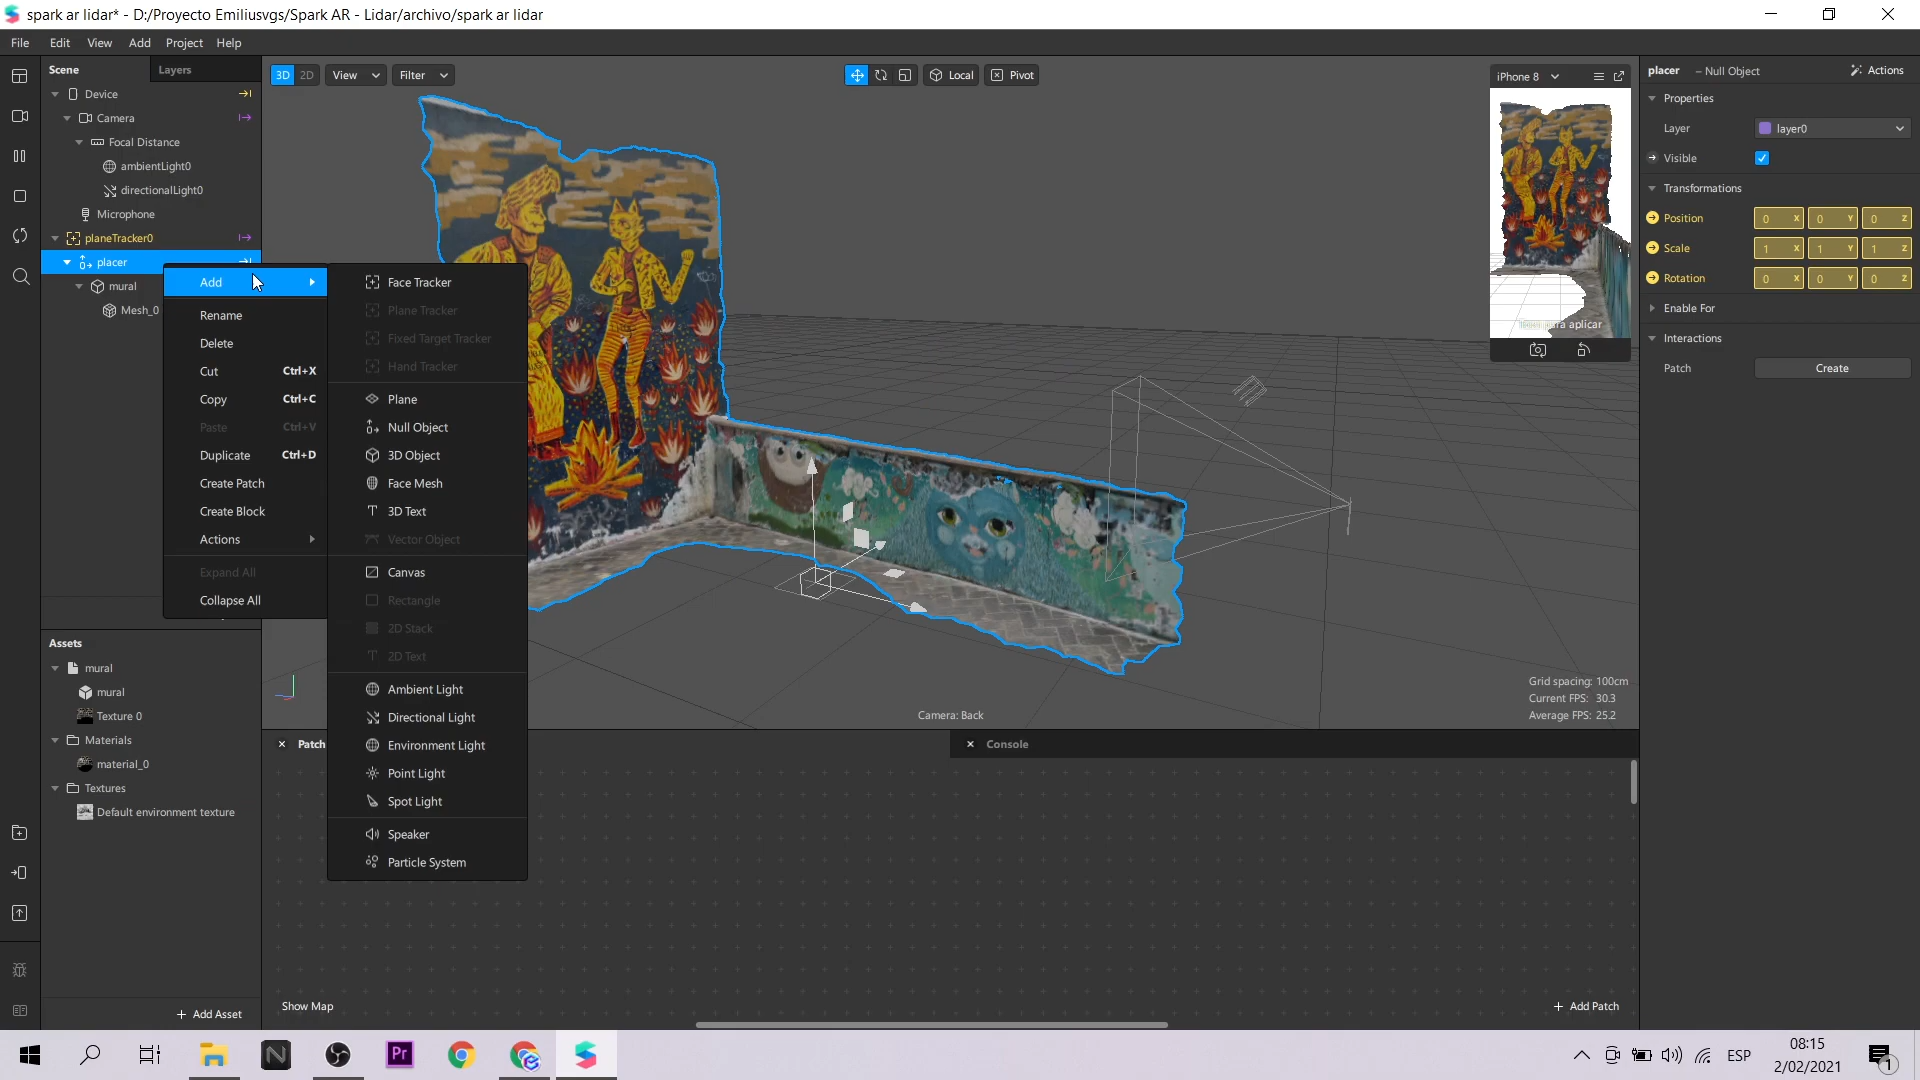 spark ar lidar* - D:/Proyecto Emiliusvgs/Spark AR - Lidar/archivo/spark ar lidar
File Edit View Add Project Help
Scene
Layers
Device
Camera
Focal Distance
ambientLight0
directionalLight0
Microphone
planeTracker0
placer
mural
Mesh_0
Add
Rename
Delete
Cut Ctrl+X
Copy Ctrl+C
Paste Ctrl+V
Duplicate Ctrl+D
Create Patch
Create Block
Actions
Expand All
Collapse All
Face Tracker
Plane Tracker
Fixed Target Tracker
Hand Tracker
Plane
Null Object
3D Object
Face Mesh
3D Text
Vector Object
Canvas
Rectangle
2D Stack
2D Text
Ambient Light
Directional Light
Environment Light
Point Light
Spot Light
Speaker
Particle System
Assets
mural
mural
Texture 0
Materials
material_0
Textures
Default environment texture
+ Add Asset
3D 2D View Filter
Local
Pivot
iPhone 8
para aplicar
Grid spacing: 100cm
Current FPS: 30.3
Average FPS: 25.2
Camera: Back
Patch
Console
Show Map
+ Add Patch
placer – Null Object
Actions
Properties
Layer layer0
Visible
Transformations
Position 0 X 0 Y 0 Z
Scale 1 X 1 Y 1 Z
Rotation 0 X 0 Y 0 Z
Enable For
Interactions
Patch Create
N
Pr
ESP
08:15
2/02/2021
1